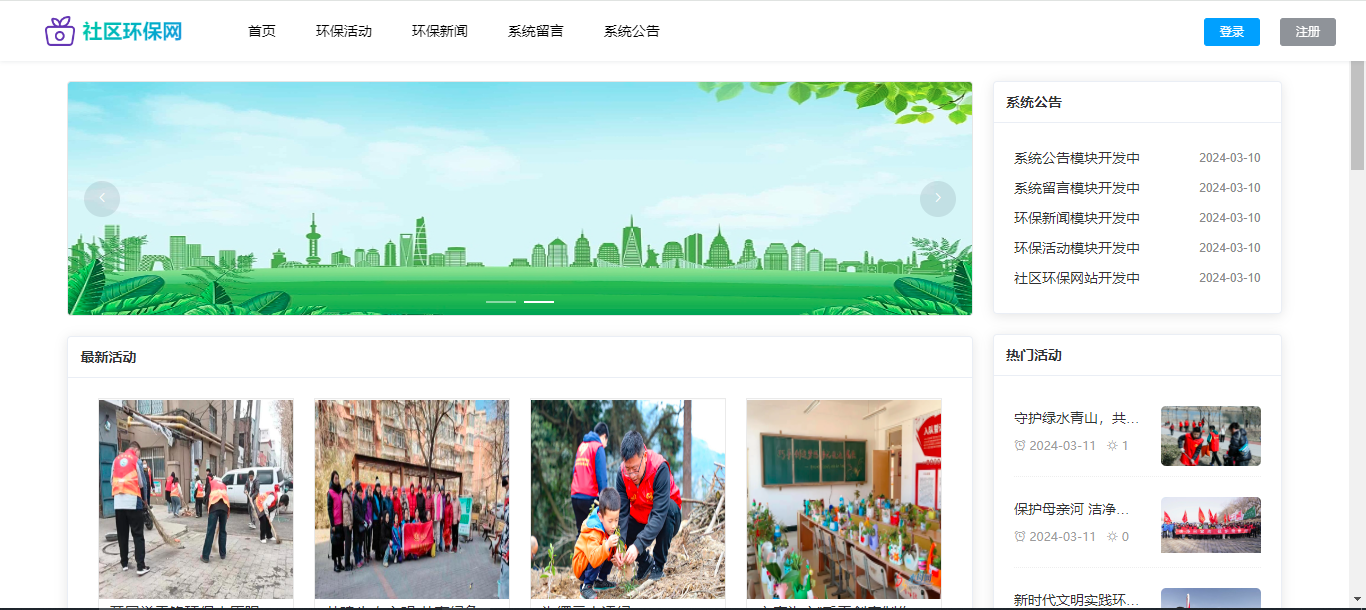 社区环保网
首页
环保活动
环保新闻
系统留言
系统公告
登录
注册
系统公告
系统公告模块开发中 2024-03-10
系统留言模块开发中 2024-03-10
环保新闻模块开发中 2024-03-10
环保活动模块开发中 2024-03-10
社区环保网站开发中 2024-03-10
最新活动
热门活动
守护绿水青山，共…
2024-03-11 1
保护母亲河 洁净…
2024-03-11 0
新时代文明实践环…